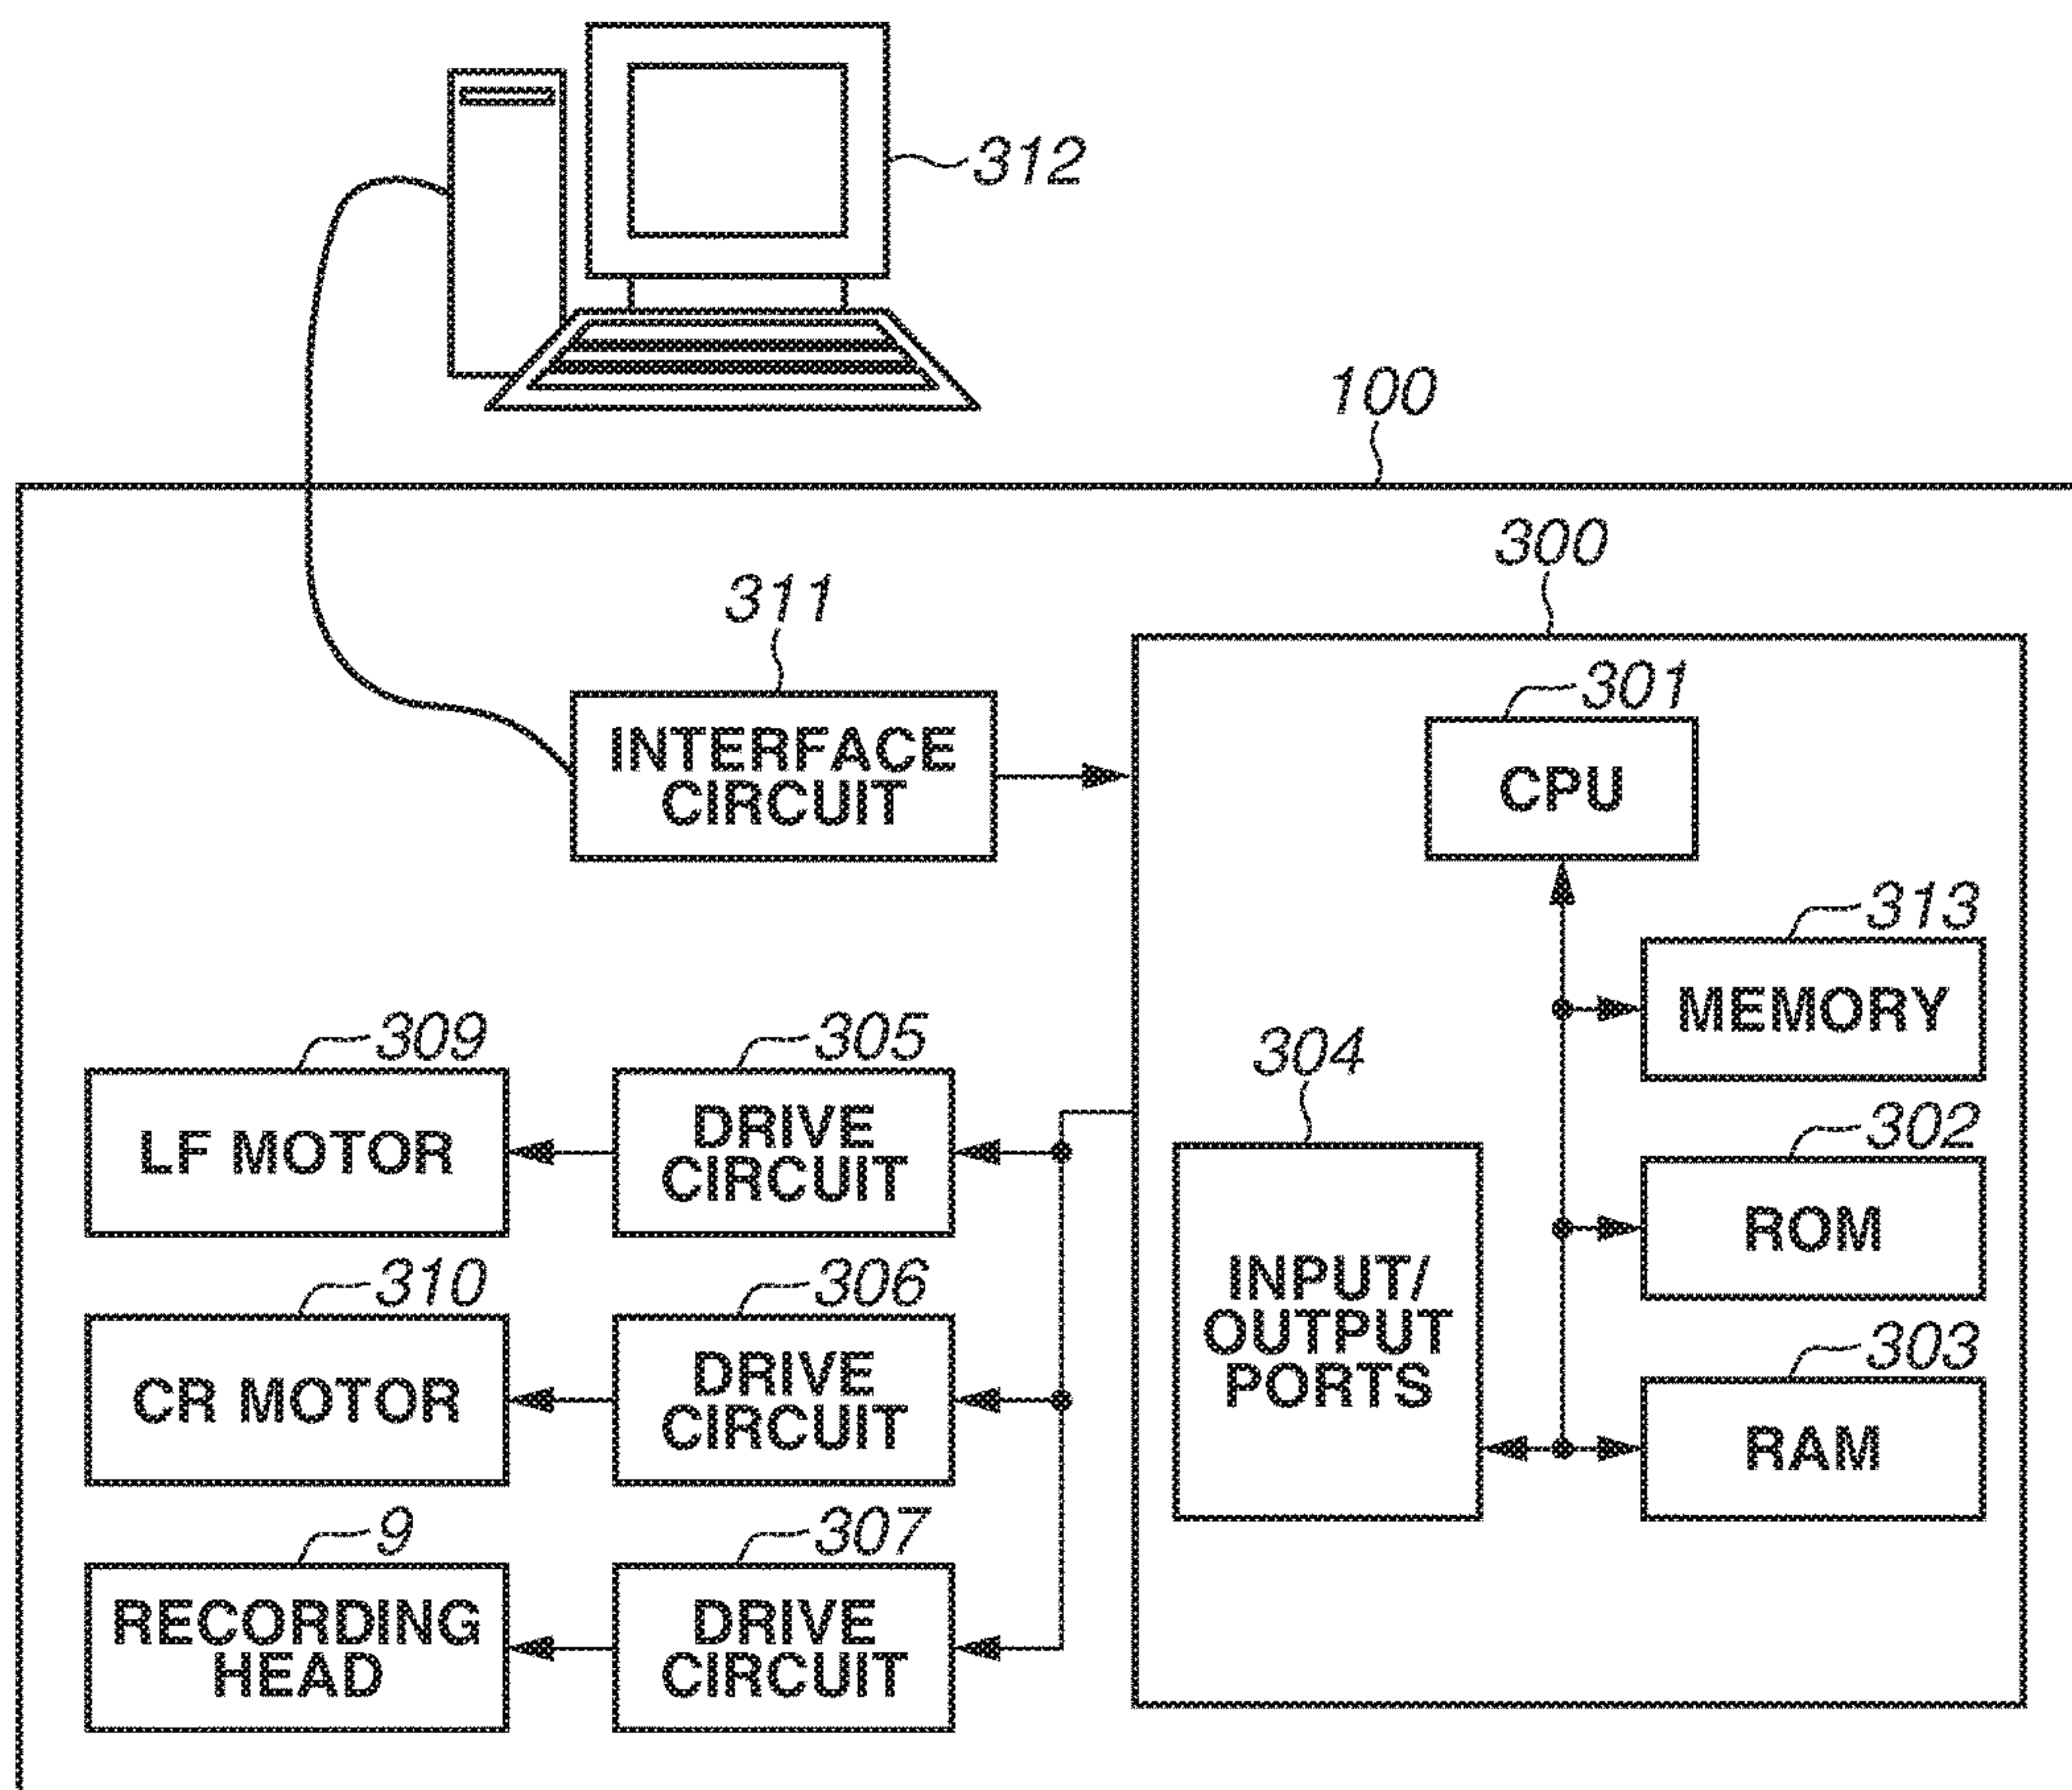 312
100
300
311
INTERFACE
CIRCUIT
301
CPU
313
MEMORY
304
INPUT/
OUTPUT
PORTS
302
ROM
303
RAM
309
LF MOTOR
305
DRIVE
CIRCUIT
310
CR MOTOR
306
DRIVE
CIRCUIT
9
RECORDING
HEAD
307
DRIVE
CIRCUIT